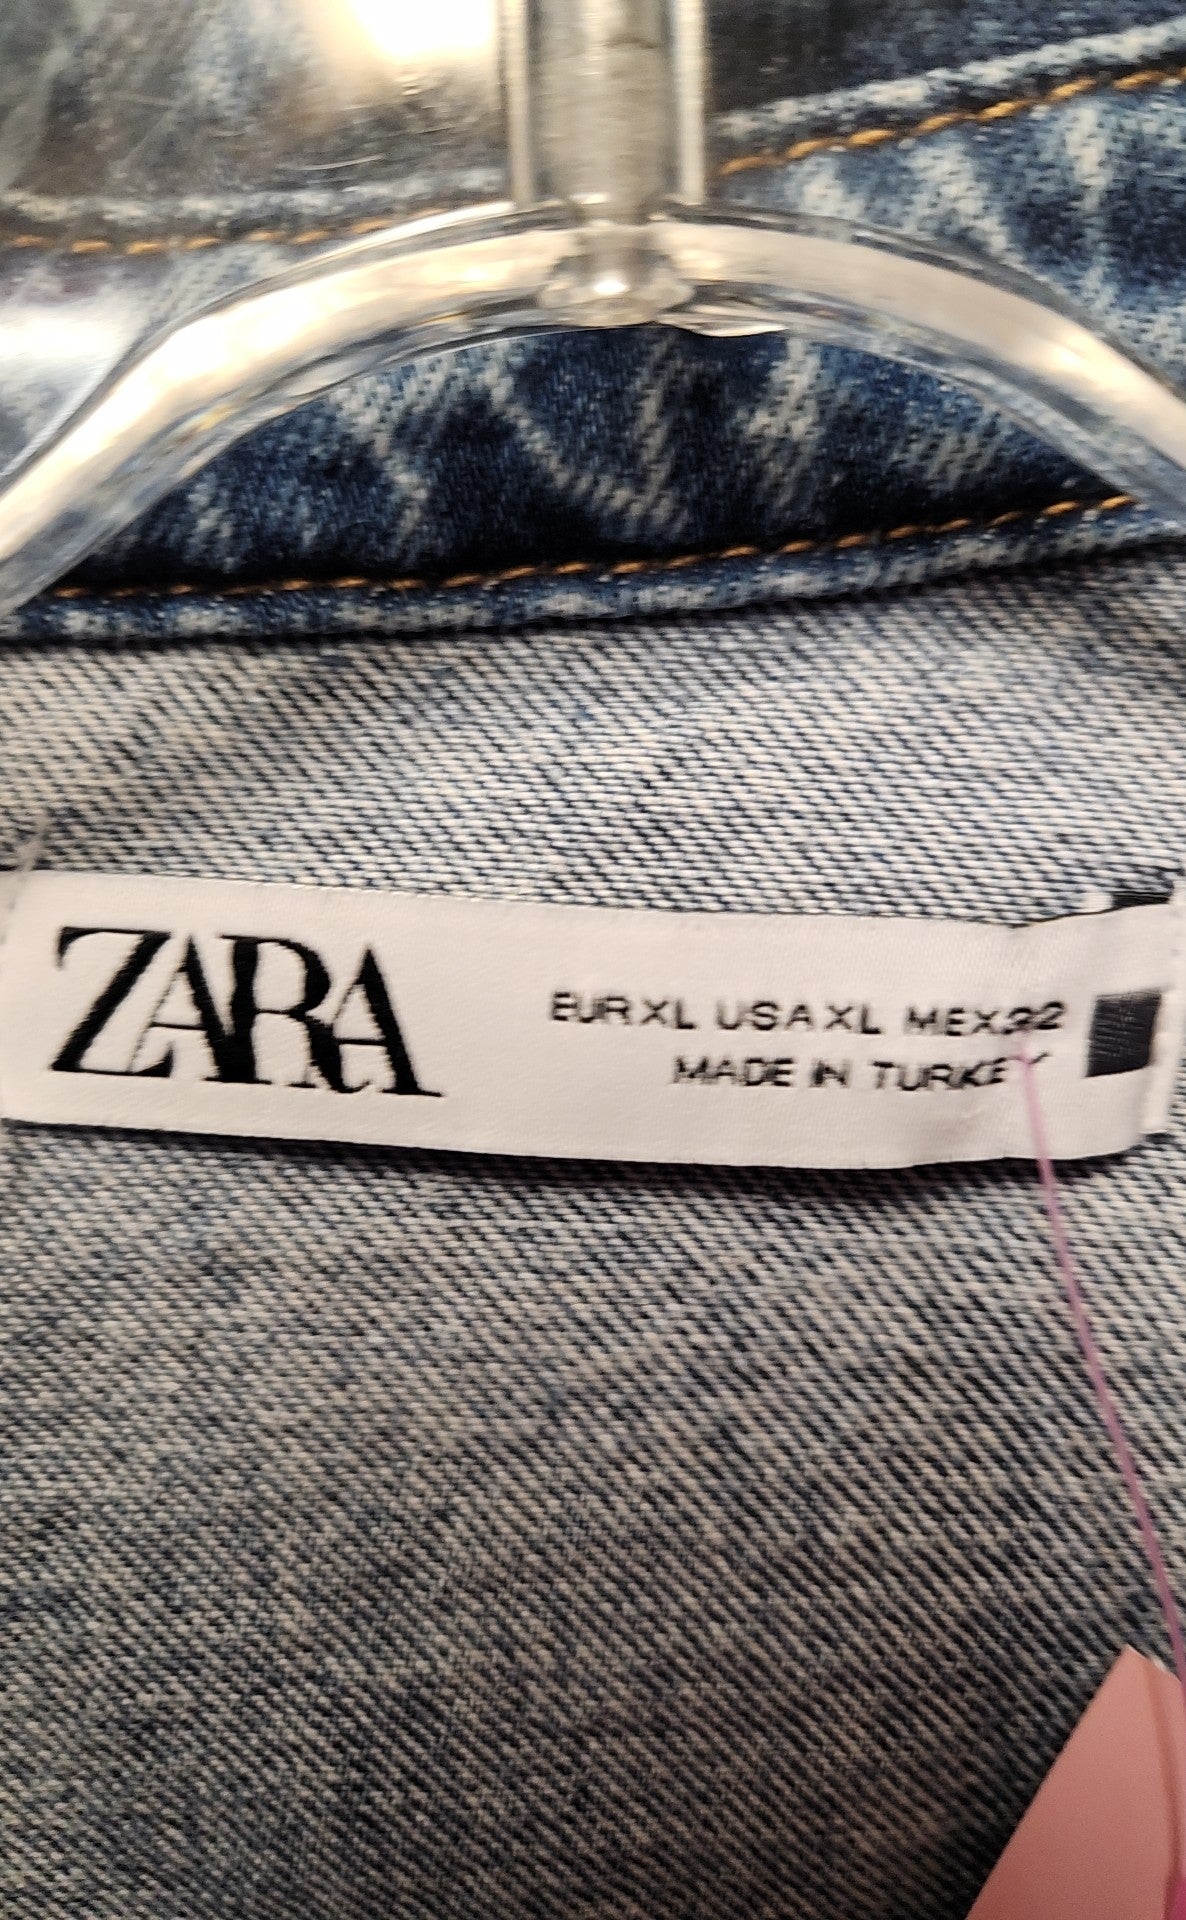 ZARA
EUR XL USA XL MEX 32
MADE IN TURKEY